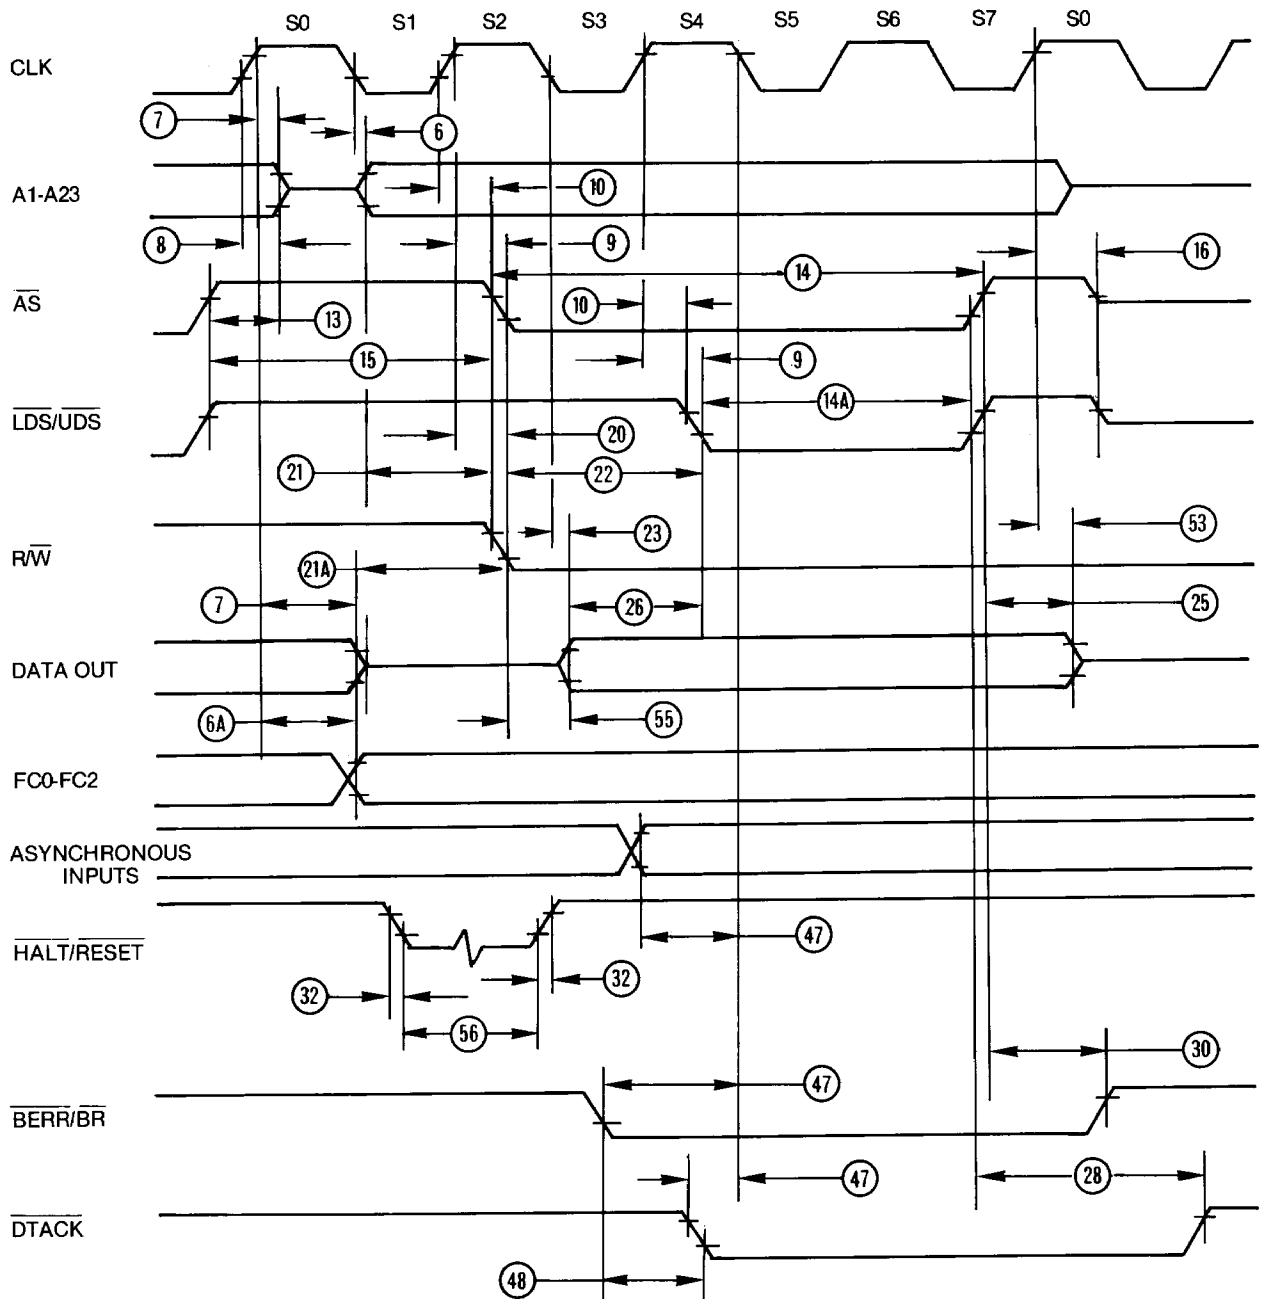 S0 S1 S2 S3 S4 S5 S6 S7 S0
CLK
7 6
A1-A23
10
8 9 16
14
AS
10
13
15 9
LDS/UDS
14A
20
21 22
53
23
R/W
21A
7 26 25
DATA OUT
6A 55
FC0-FC2
ASYNCHRONOUS
INPUTS
47
HALT/RESET
32 32
56
30
47
BERR/BR
47 28
DTACK
48